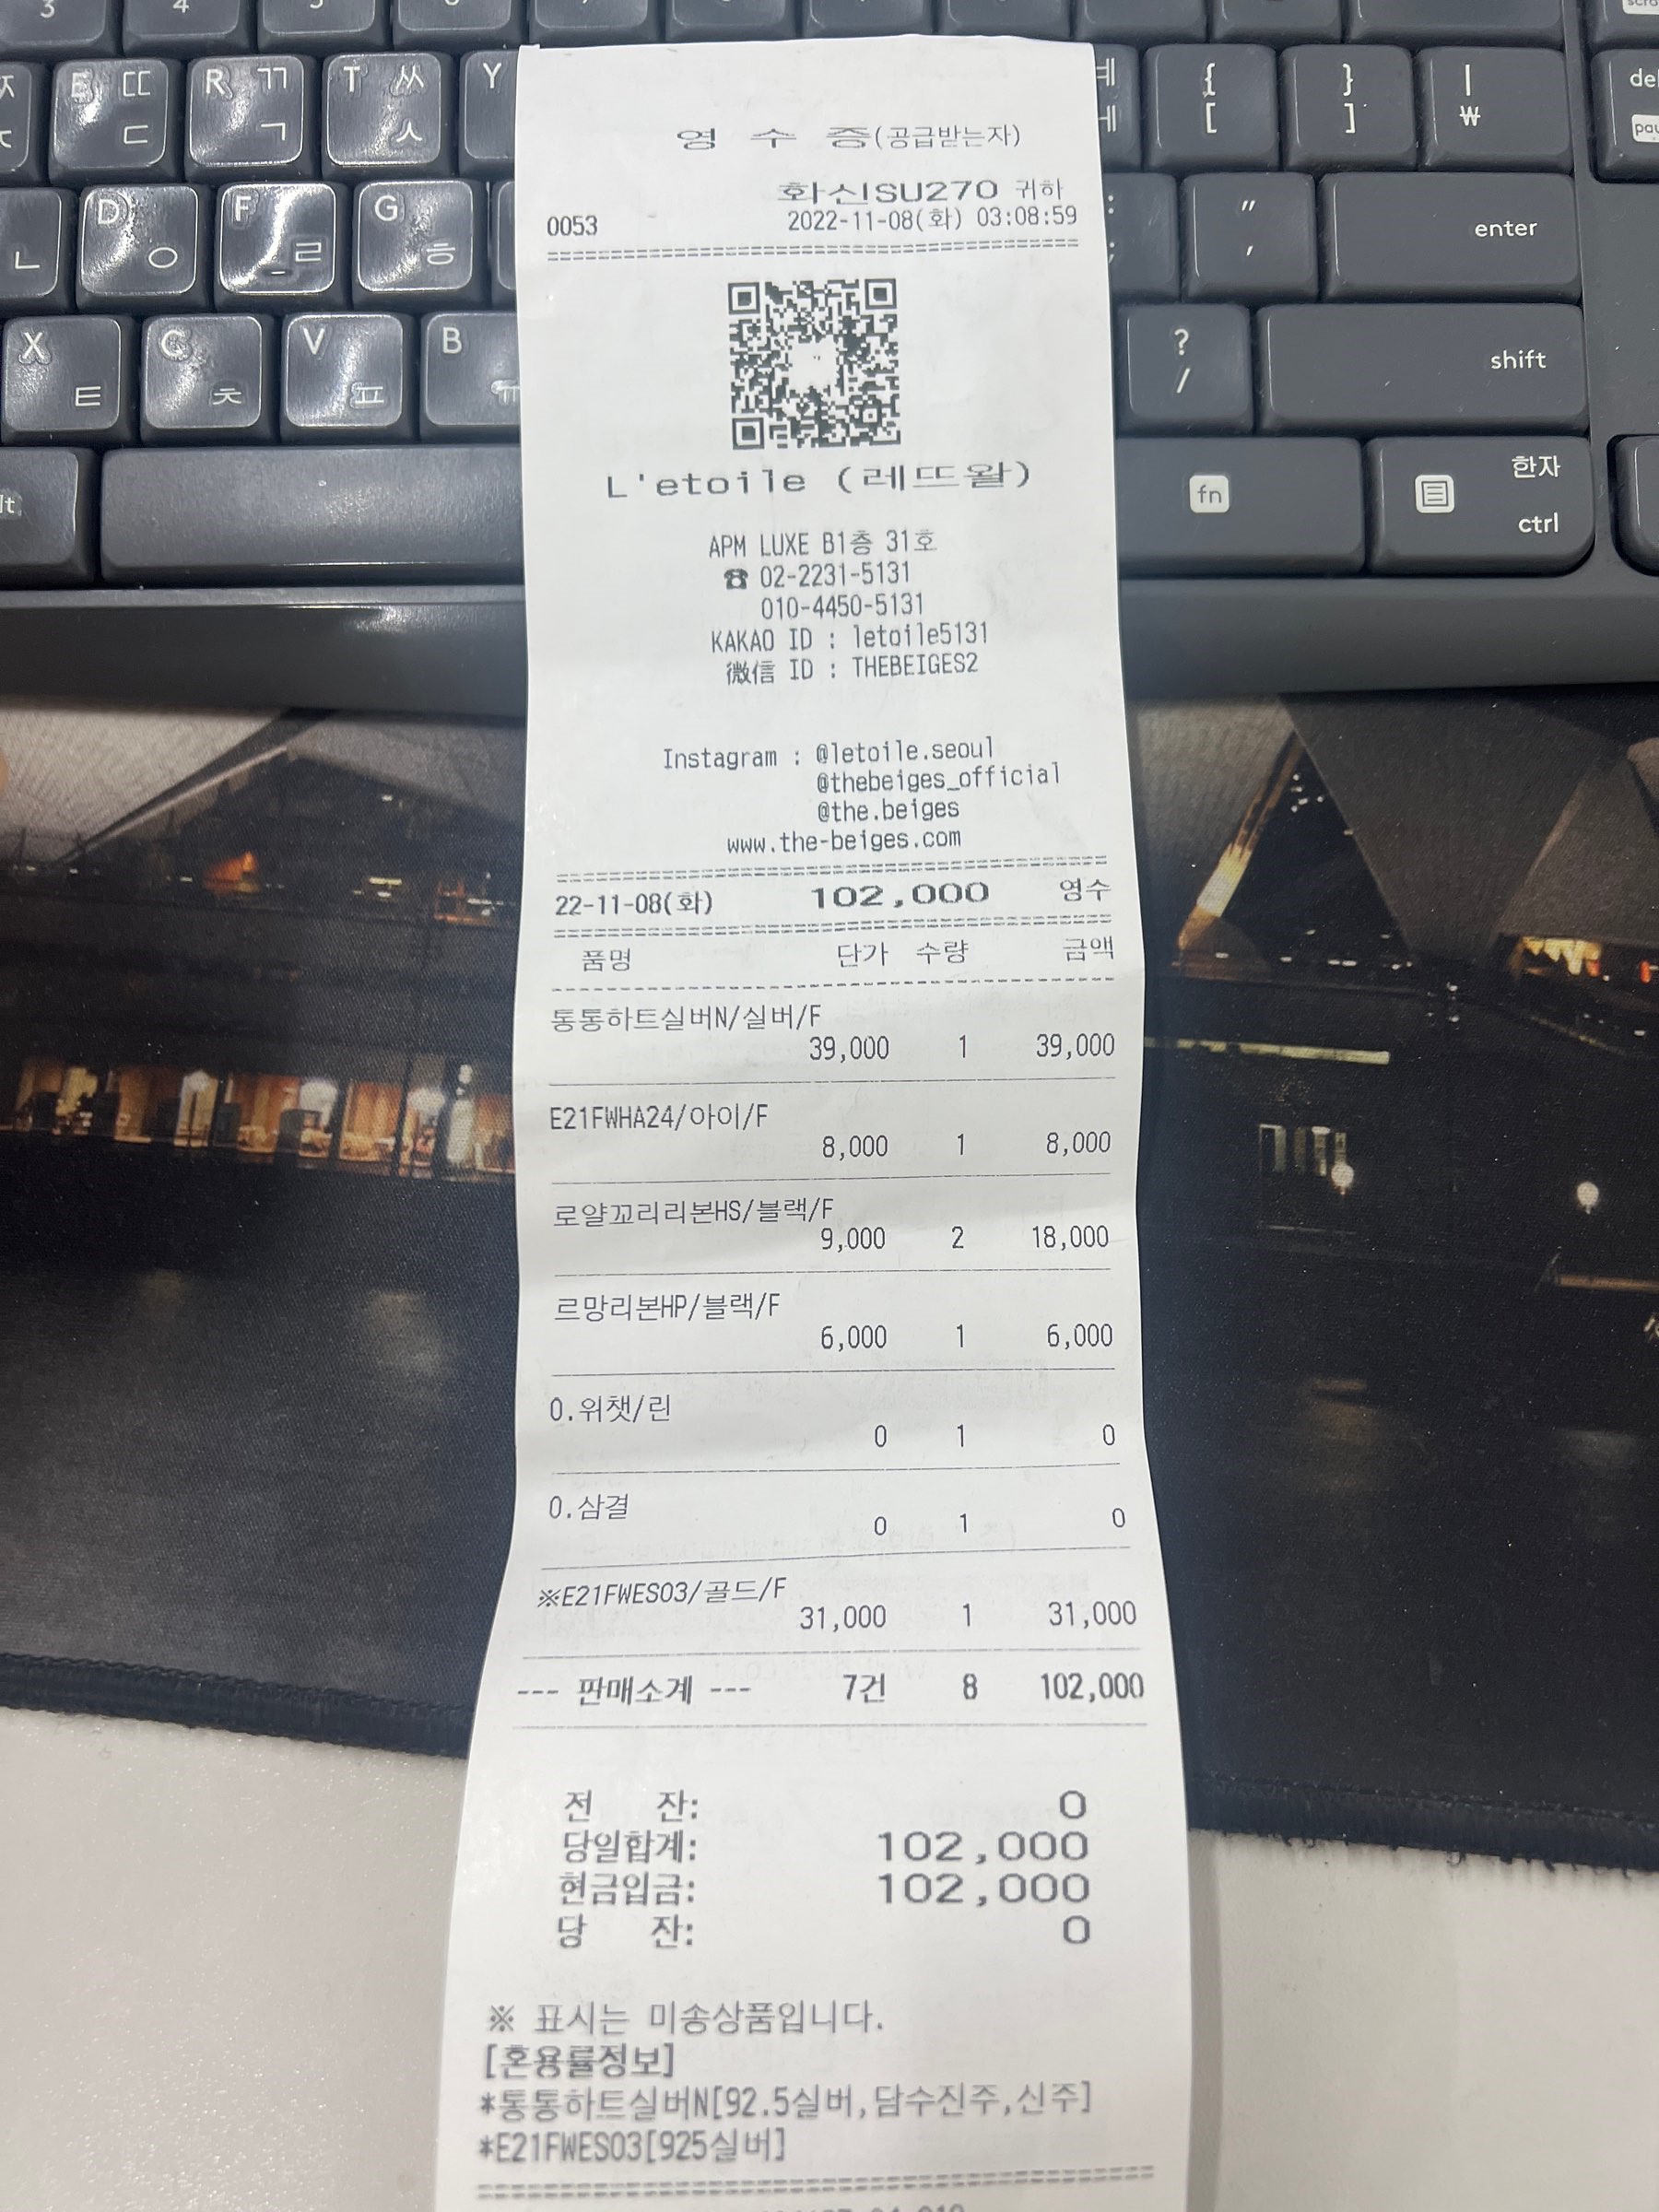 영 수 증(공급받는자)
화신SU270 귀하
0053 2022-11-08(화) 03:08:59
L'etoile (레뜨왈)
APM LUXE B1층 31호
☎ 02-2231-5131
010-4450-5131
KAKAO ID : letoile5131
微信 ID : THEBEIGES2
Instagram : @letoile.seoul
@thebeiges_official
@the.beiges
www.the-beiges.com
22-11-08(화) 102,000 영수
품명 단가 수량 금액
통통하트실버N/실버/F
39,000 1 39,000
E21FWHA24/아이/F
8,000 1 8,000
로얄꼬리리본HS/블랙/F
9,000 2 18,000
르망리본HP/블랙/F
6,000 1 6,000
0.위챗/린
0 1 0
0.삼결
0 1 0
※E21FWES03/골드/F
31,000 1 31,000
--- 판매소계 --- 7건 8 102,000
전 잔: 0
당일합계: 102,000
현금입금: 102,000
당 잔: 0
※ 표시는 미송상품입니다.
[혼용률정보]
*통통하트실버N[92.5실버,담수진주,신주]
*E21FWES03[925실버]
3 4 5
E ㄸ ㄷ R ㄲ ㄱ T ㅆ ㅅ Y { [ } ] | ₩ del
D ㅇ F ㄹ G ㅎ : ; " ' enter
X ㅌ C ㅊ V ㅍ B ? / shift
fn 한자 ctrl